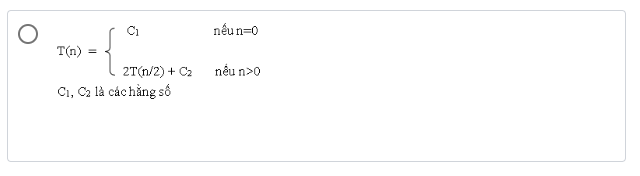 C₁ nếu n=0
T(n) =
2T(n/2) + C₂ nếu n>0
C₁, C₂ là các hằng số